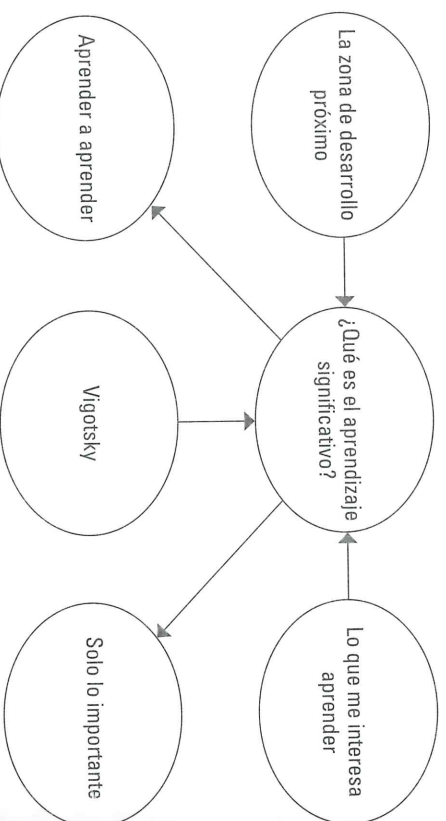 La zona de desarrollo
próximo
¿Qué es el aprendizaje
significativo?
Lo que me interesa
aprender
Aprender a aprender
Vigotsky
Solo lo importante